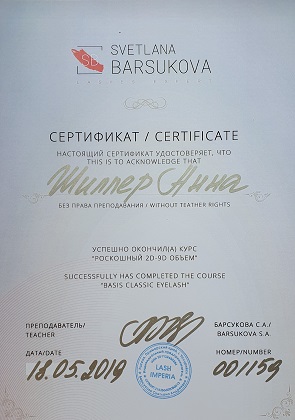 SVETLANA
BARSUKOVA
СЕРТИФИКАТ / CERTIFICATE
НАСТОЯЩИЙ СЕРТИФИКАТ УДОСТОВЕРЯЕТ, ЧТО
THIS IS TO ACKNOWLEDGE THAT
Шиллер Нина
БЕЗ ПРАВА ПРЕПОДАВАНИЯ / WITHOUT TEATHER RIGHTS
УСПЕШНО ОКОНЧИЛ(А) КУРС
"РОСКОШНЫЙ 2D-9D ОБЪЕМ"
SUCCESSFULLY HAS COMPLETED THE COURSE
"BASIS CLASSIC EYELASH"
ПРЕПОДАВАТЕЛЬ/
TEACHER
БАРСУКОВА С.А./
BARSUKOVA S.A.
ДАТА/DATE
18.05.2019
LASH
IMPERIA
НОМЕР/NUMBER
001159